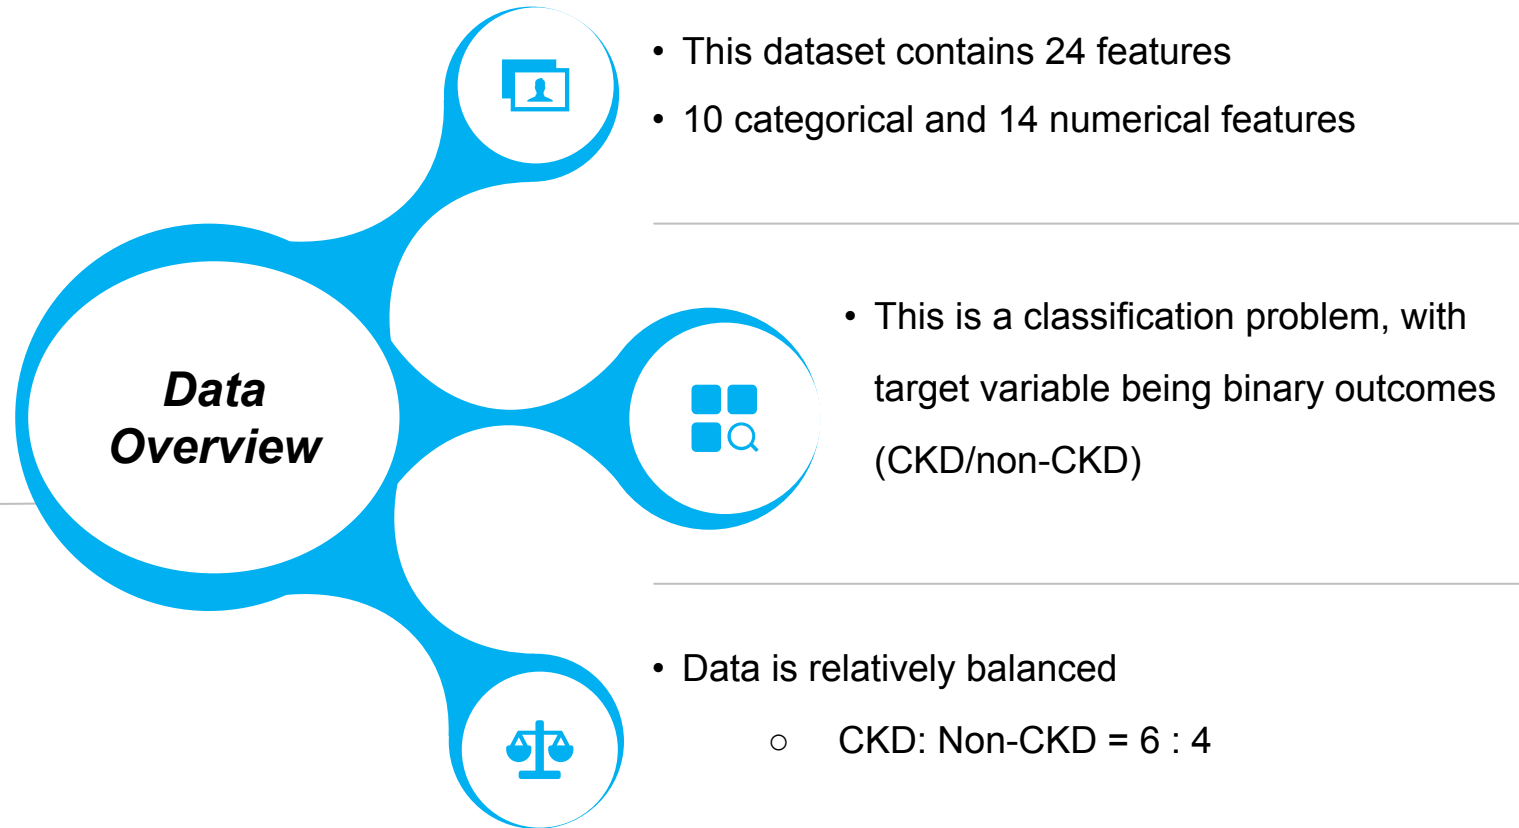 • This dataset contains 24 features
• 10 categorical and 14 numerical features
Data
Overview
• This is a classification problem, with
target variable being binary outcomes
(CKD/non-CKD)
• Data is relatively balanced
○ CKD: Non-CKD = 6 : 4